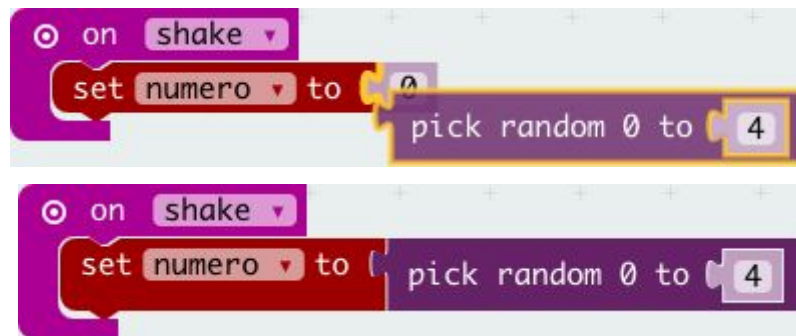 on shake
set numero to 0
pick random 0 to 4
on shake
set numero to pick random 0 to 4